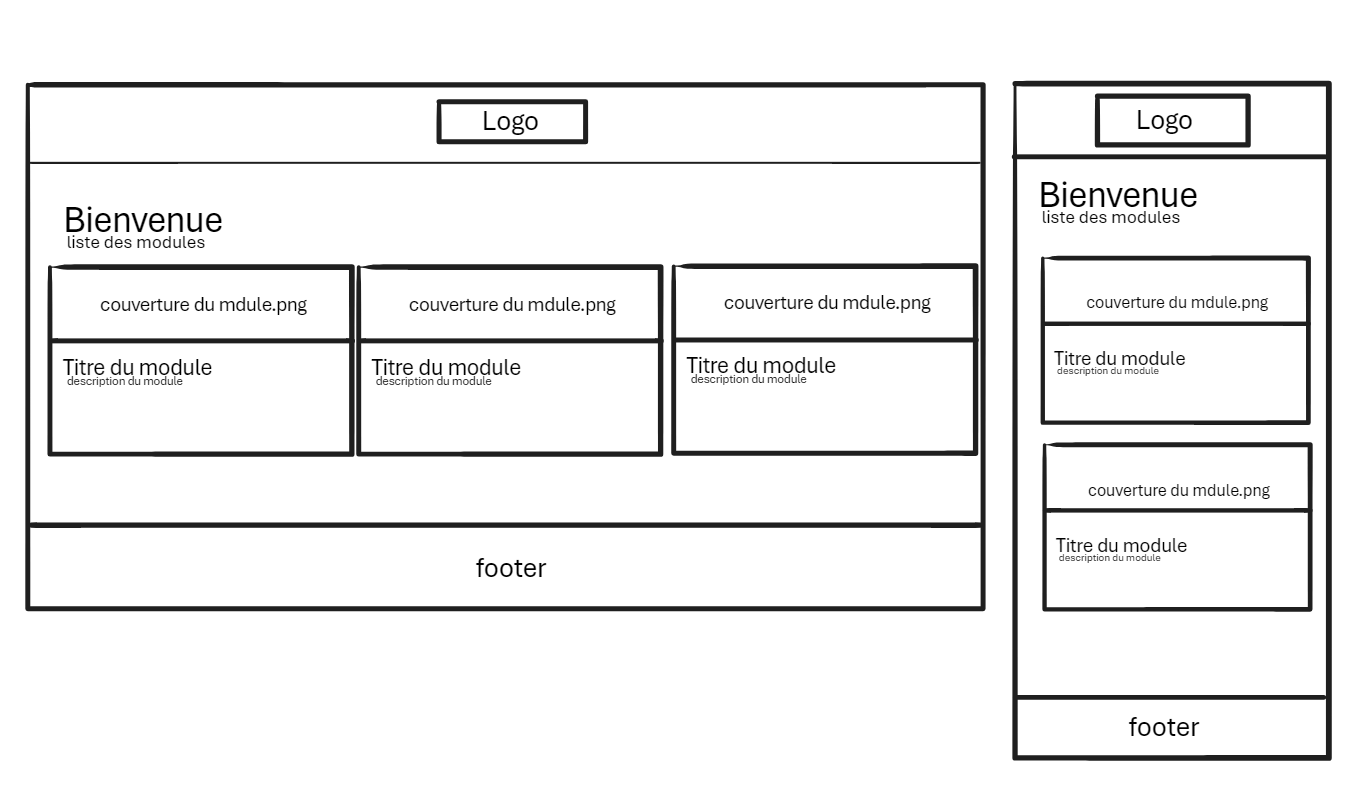 Logo
Bienvenue
liste des modules
couverture du mdule.png
couverture du mdule.png
couverture du mdule.png
Titre du module
description du module
Titre du module
description du module
Titre du module
description du module
footer
Logo
Bienvenue
liste des modules
couverture du mdule.png
Titre du module
description du module
couverture du mdule.png
Titre du module
description du module
footer